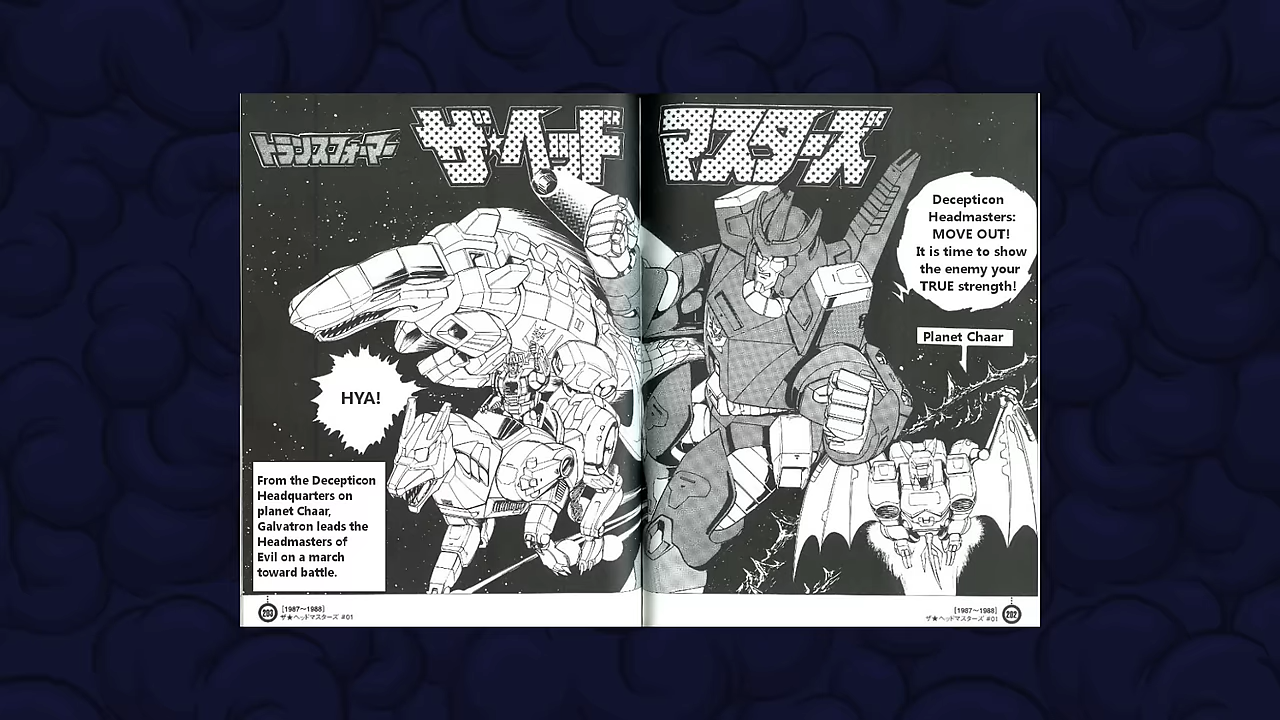 トランスフォーマー
ザ★ヘッドマスターズ
Decepticon
Headmasters:
MOVE OUT!
It is time to show
the enemy your
TRUE strength!
Planet Chaar
HYA!
From the Decepticon
Headquarters on
planet Chaar,
Galvatron leads the
Headmasters of
Evil on a march
toward battle.
203
[1987〜1988]
ザ★ヘッドマスターズ #01
[1987〜1988]
ザ★ヘッドマスターズ #01
202